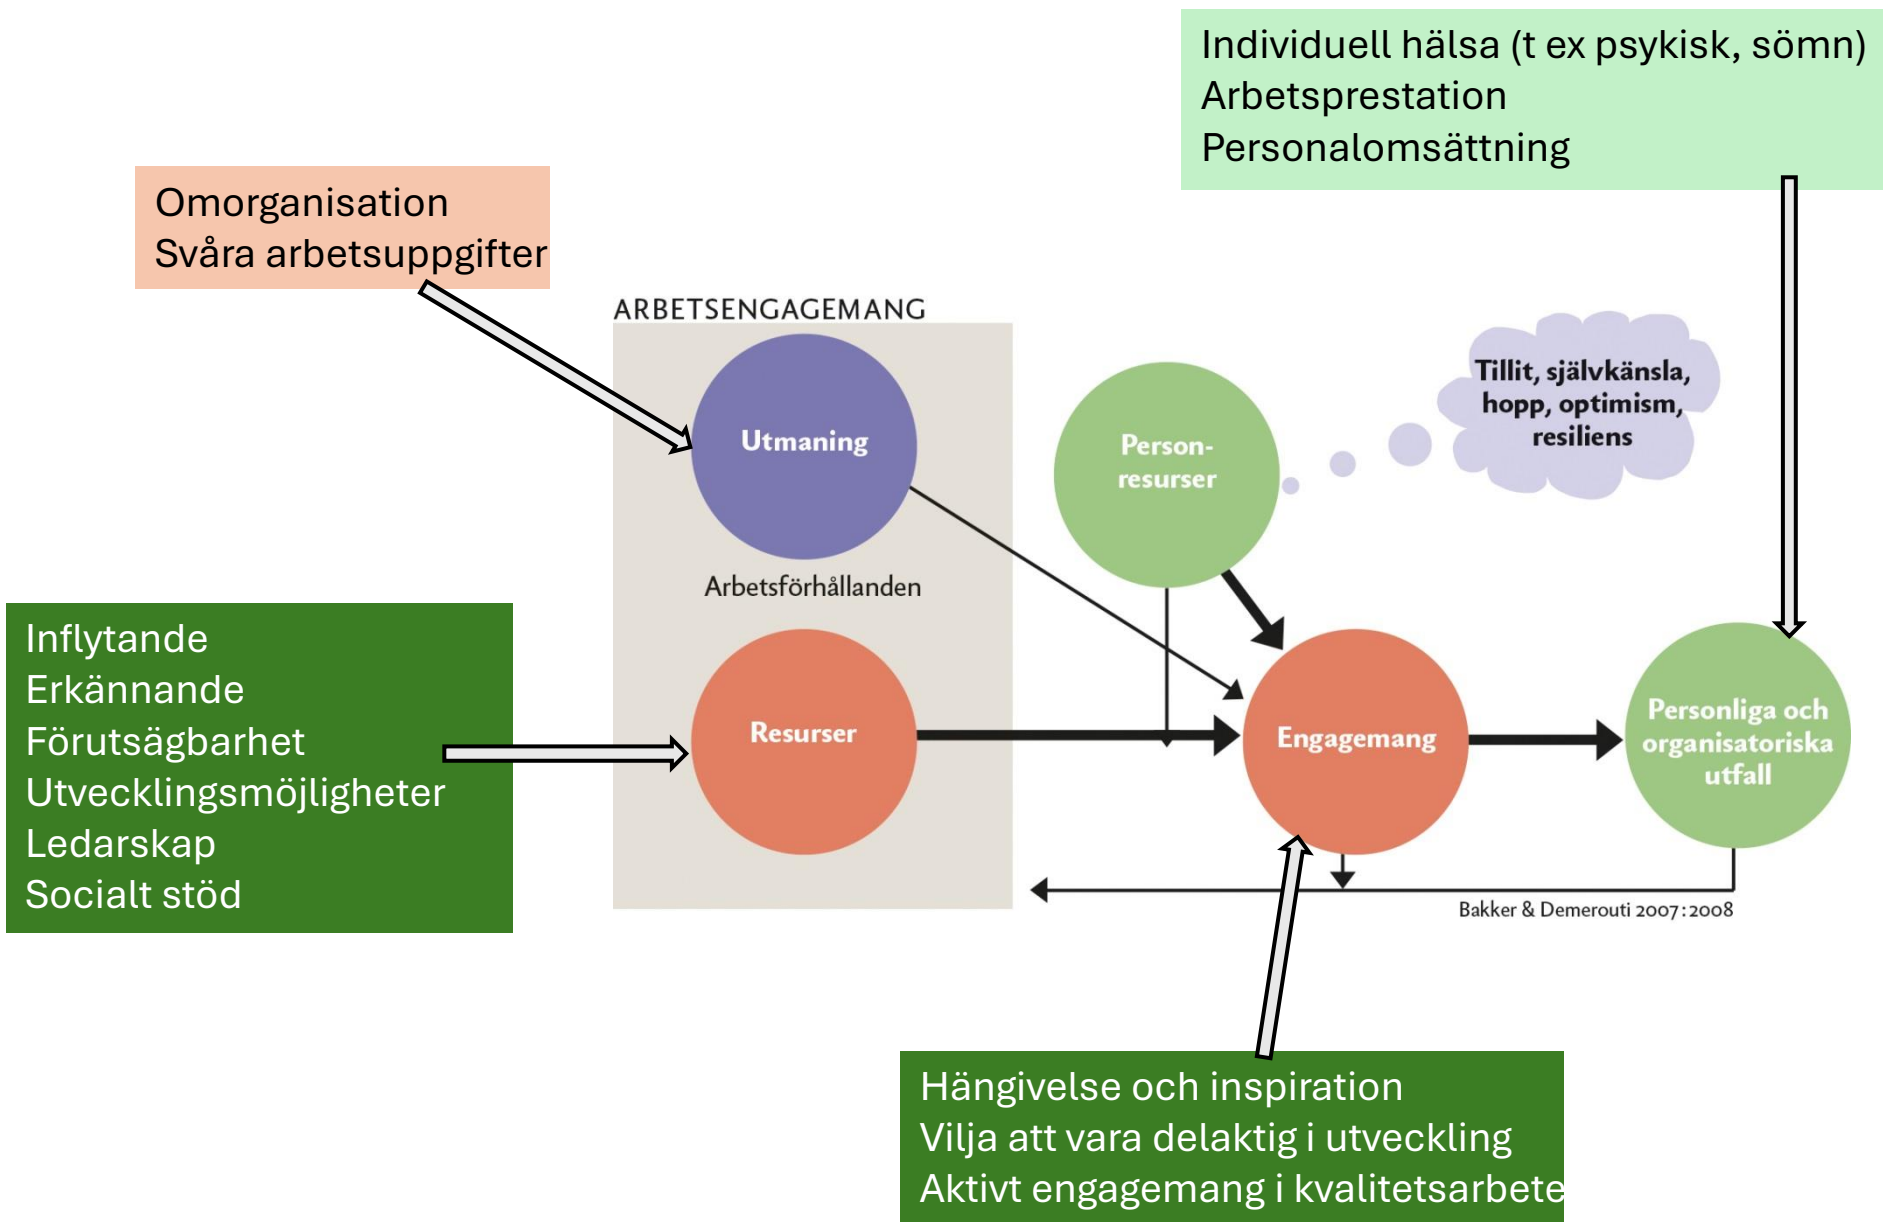 Individuell hälsa (t ex psykisk, sömn)
Arbetsprestation
Personalomsättning
Omorganisation
Svåra arbetsuppgifter
ARBETSENGAGEMANG
Utmaning
Person-
resurser
Tillit, självkänsla,
hopp, optimism,
resiliens
Arbetsförhållanden
Inflytande
Erkännande
Förutsägbarhet
Utvecklingsmöjligheter
Ledarskap
Socialt stöd
Resurser
Engagemang
Personliga och
organisatoriska
utfall
Bakker & Demerouti 2007:2008
Hängivelse och inspiration
Vilja att vara delaktig i utveckling
Aktivt engagemang i kvalitetsarbete